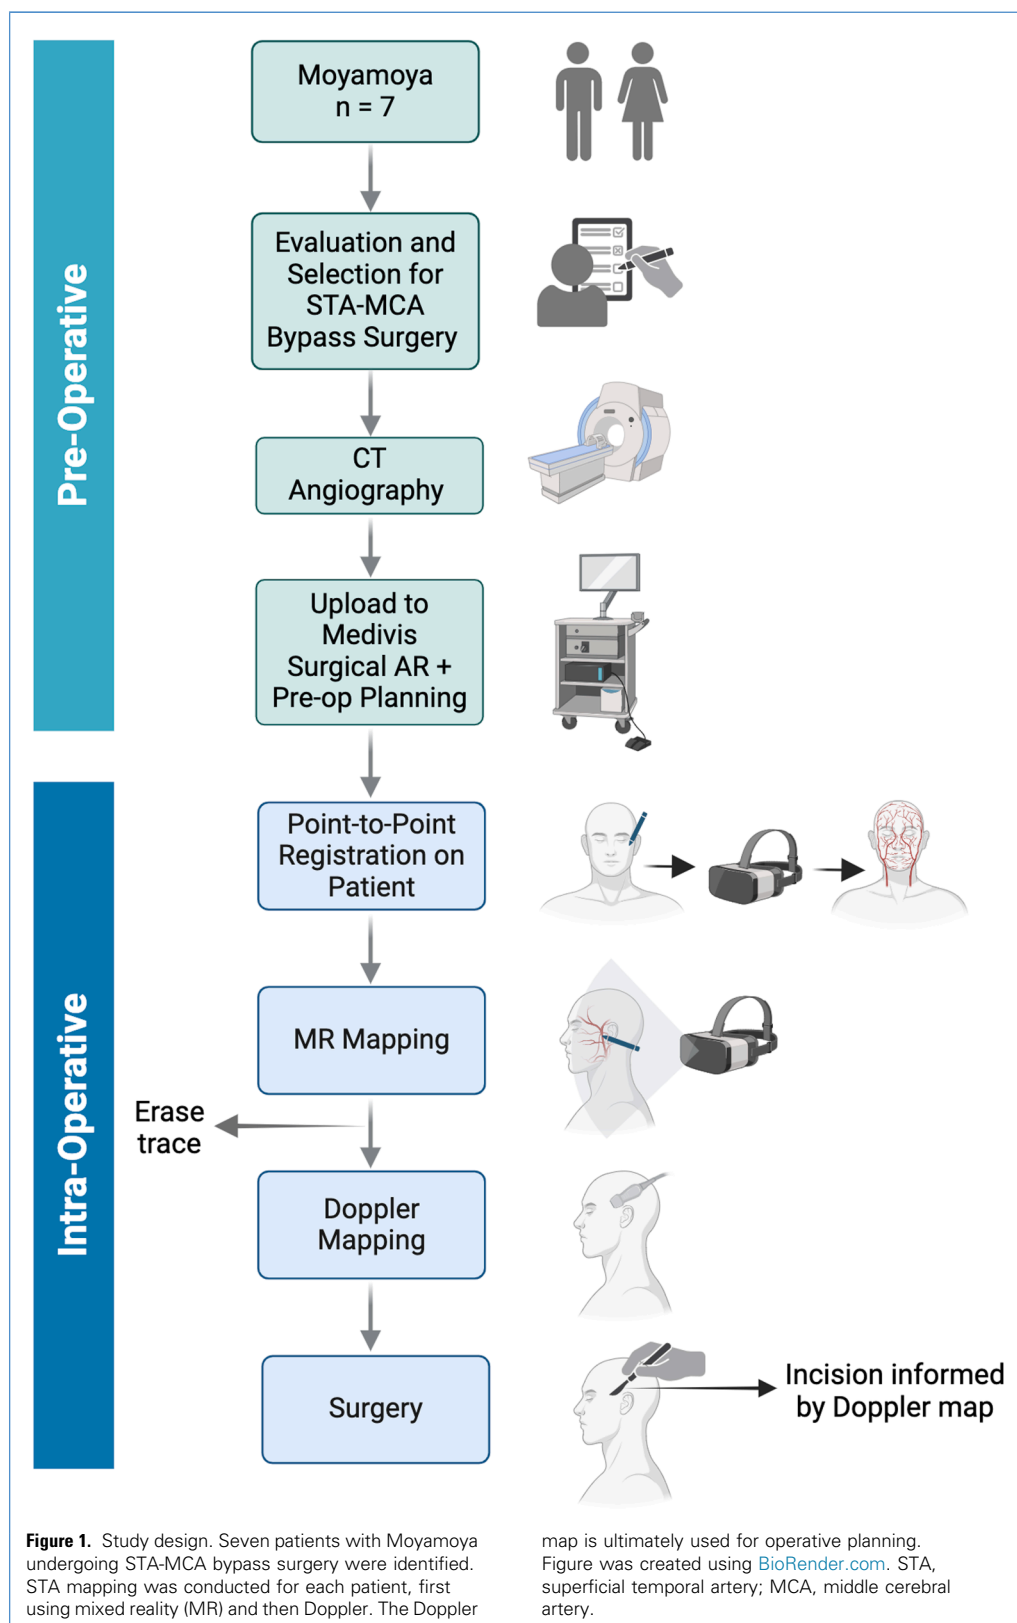 Pre-Operative
Moyamoya
n = 7
Evaluation and
Selection for
STA-MCA
Bypass Surgery
CT
Angiography
Upload to
Medivis
Surgical AR +
Pre-op Planning
Intra-Operative
Point-to-Point
Registration on
Patient
MR Mapping
Erase
trace
Doppler
Mapping
Surgery
Incision informed
by Doppler map
Figure 1. Study design. Seven patients with Moyamoya
undergoing STA-MCA bypass surgery were identified.
STA mapping was conducted for each patient, first
using mixed reality (MR) and then Doppler. The Doppler
map is ultimately used for operative planning.
Figure was created using BioRender.com. STA,
superficial temporal artery; MCA, middle cerebral
artery.